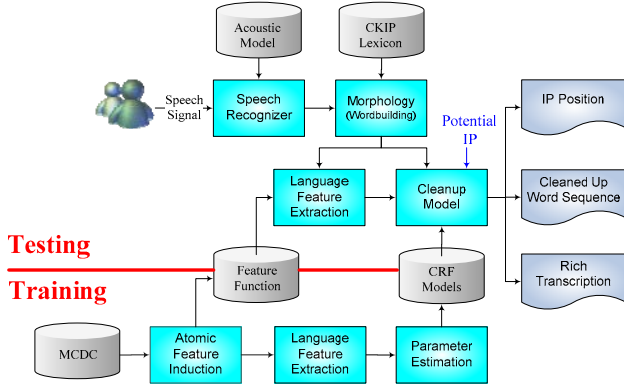 Acoustic
Model
CKIP
Lexicon
Speech
Signal
Speech
Recognizer
Morphology
(Wordbuilding)
Potential
IP
IP Position
Language
Feature
Extraction
Cleanup
Model
Cleaned Up
Word Sequence
Testing
Training
Feature
Function
CRF
Models
Rich
Transcription
MCDC
Atomic
Feature
Induction
Language
Feature
Extraction
Parameter
Estimation